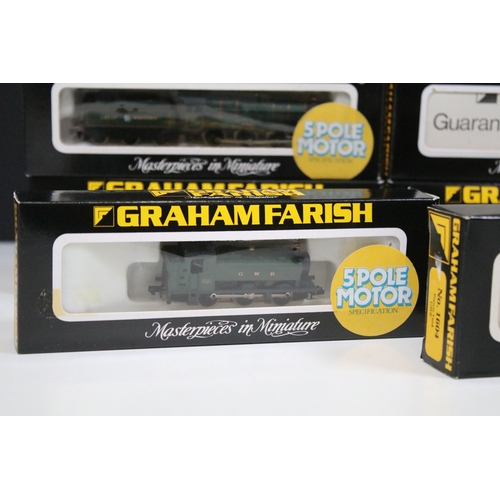 5 POLE
MOTOR
SPECIFICATION
Masterpieces in Miniature
Guaran
GRAHAM FARISH
GRAHAM FARISH
G W R
5 POLE
MOTOR
SPECIFICATION
Masterpieces in Miniature
GRAHAM FARISH
No. 1604